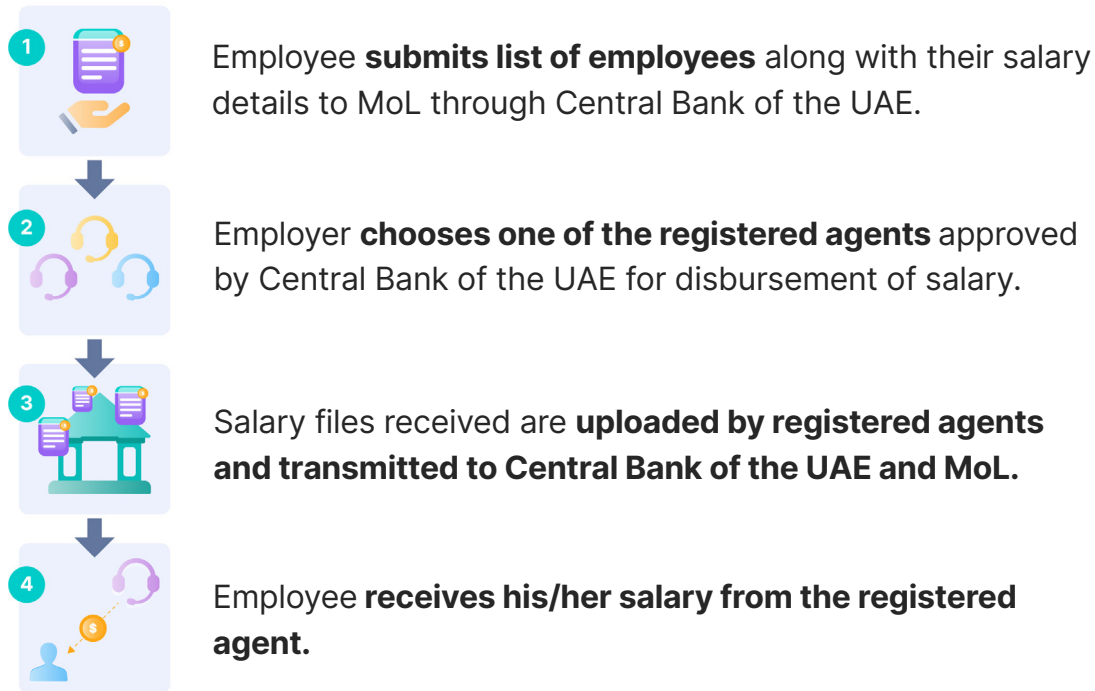 1
Employee submits list of employees along with their salary
details to MoL through Central Bank of the UAE.
2
Employer chooses one of the registered agents approved
by Central Bank of the UAE for disbursement of salary.
3
Salary files received are uploaded by registered agents
and transmitted to Central Bank of the UAE and MoL.
4
Employee receives his/her salary from the registered
agent.